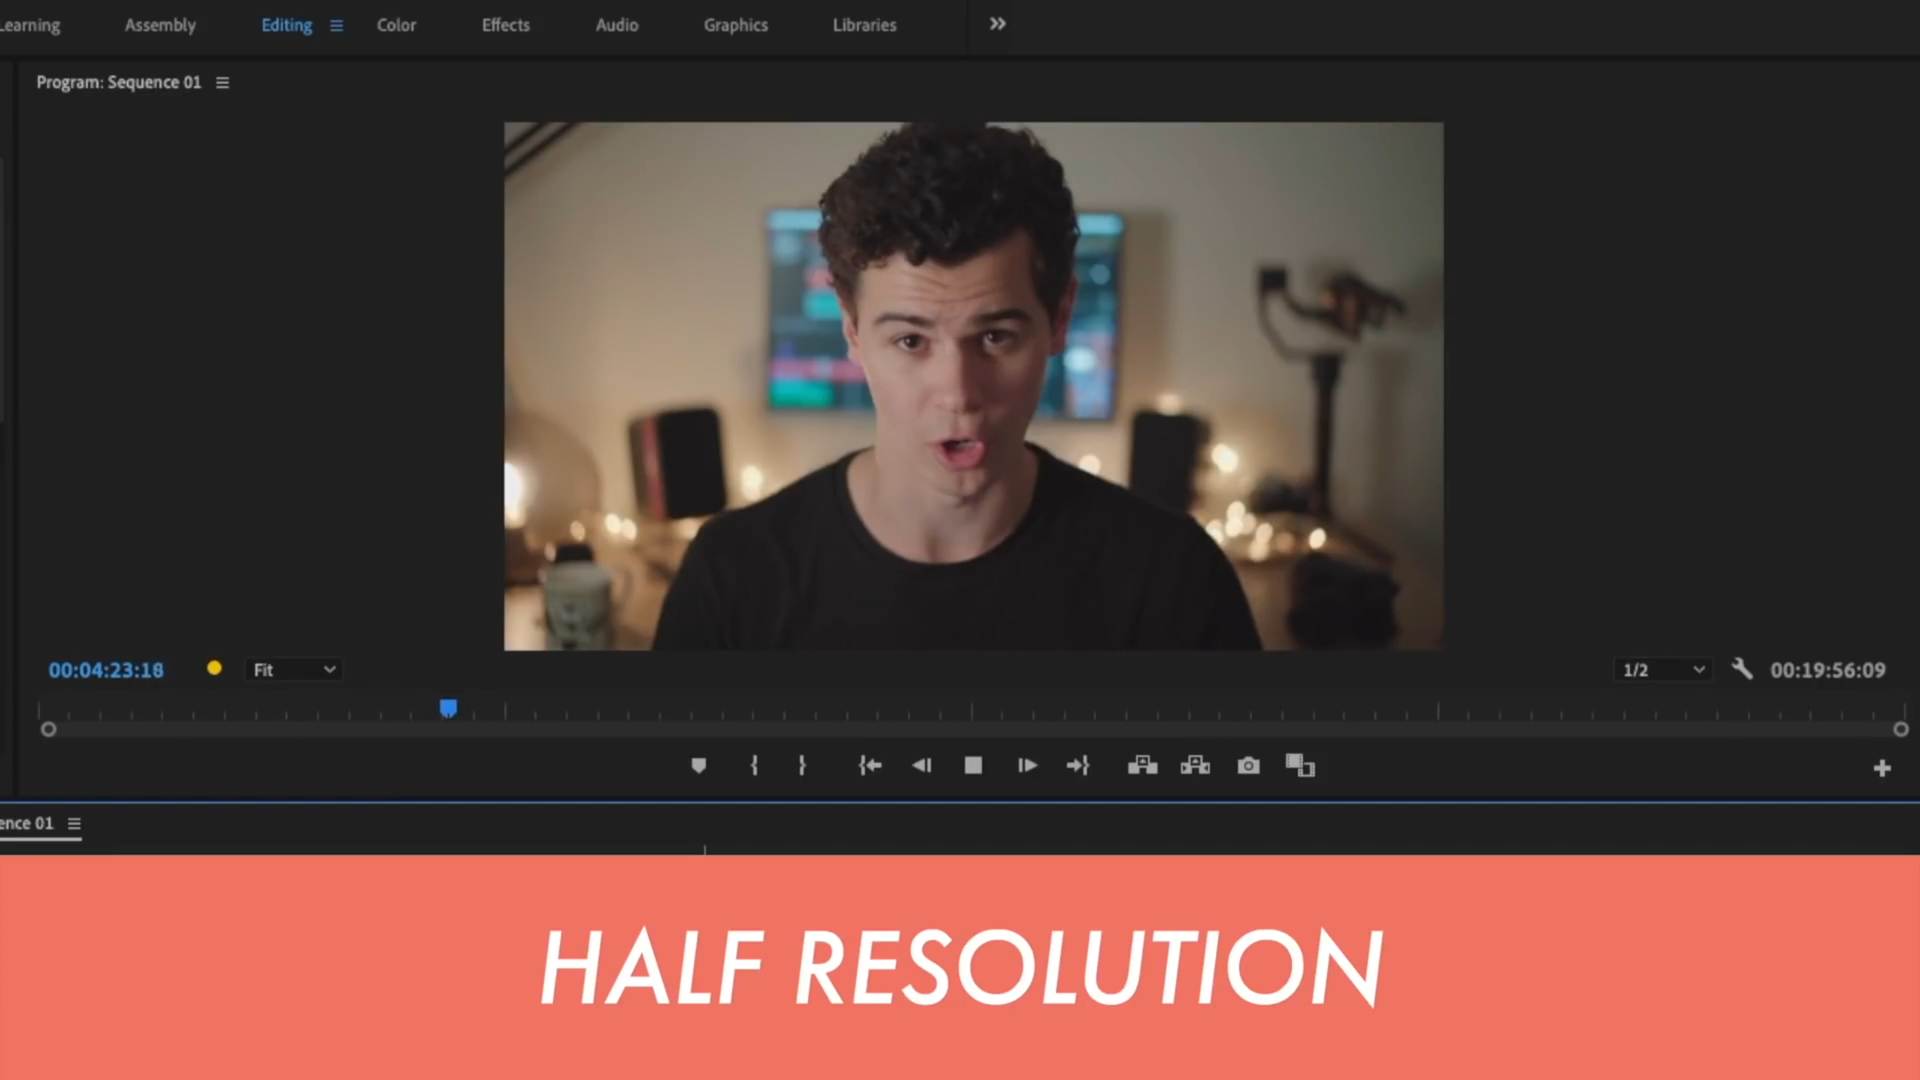 Learning Assembly Editing Color Effects Audio Graphics Libraries
Program: Sequence 01
00:04:23:18 Fit 1/2 00:19:56:09
ence 01
HALF RESOLUTION